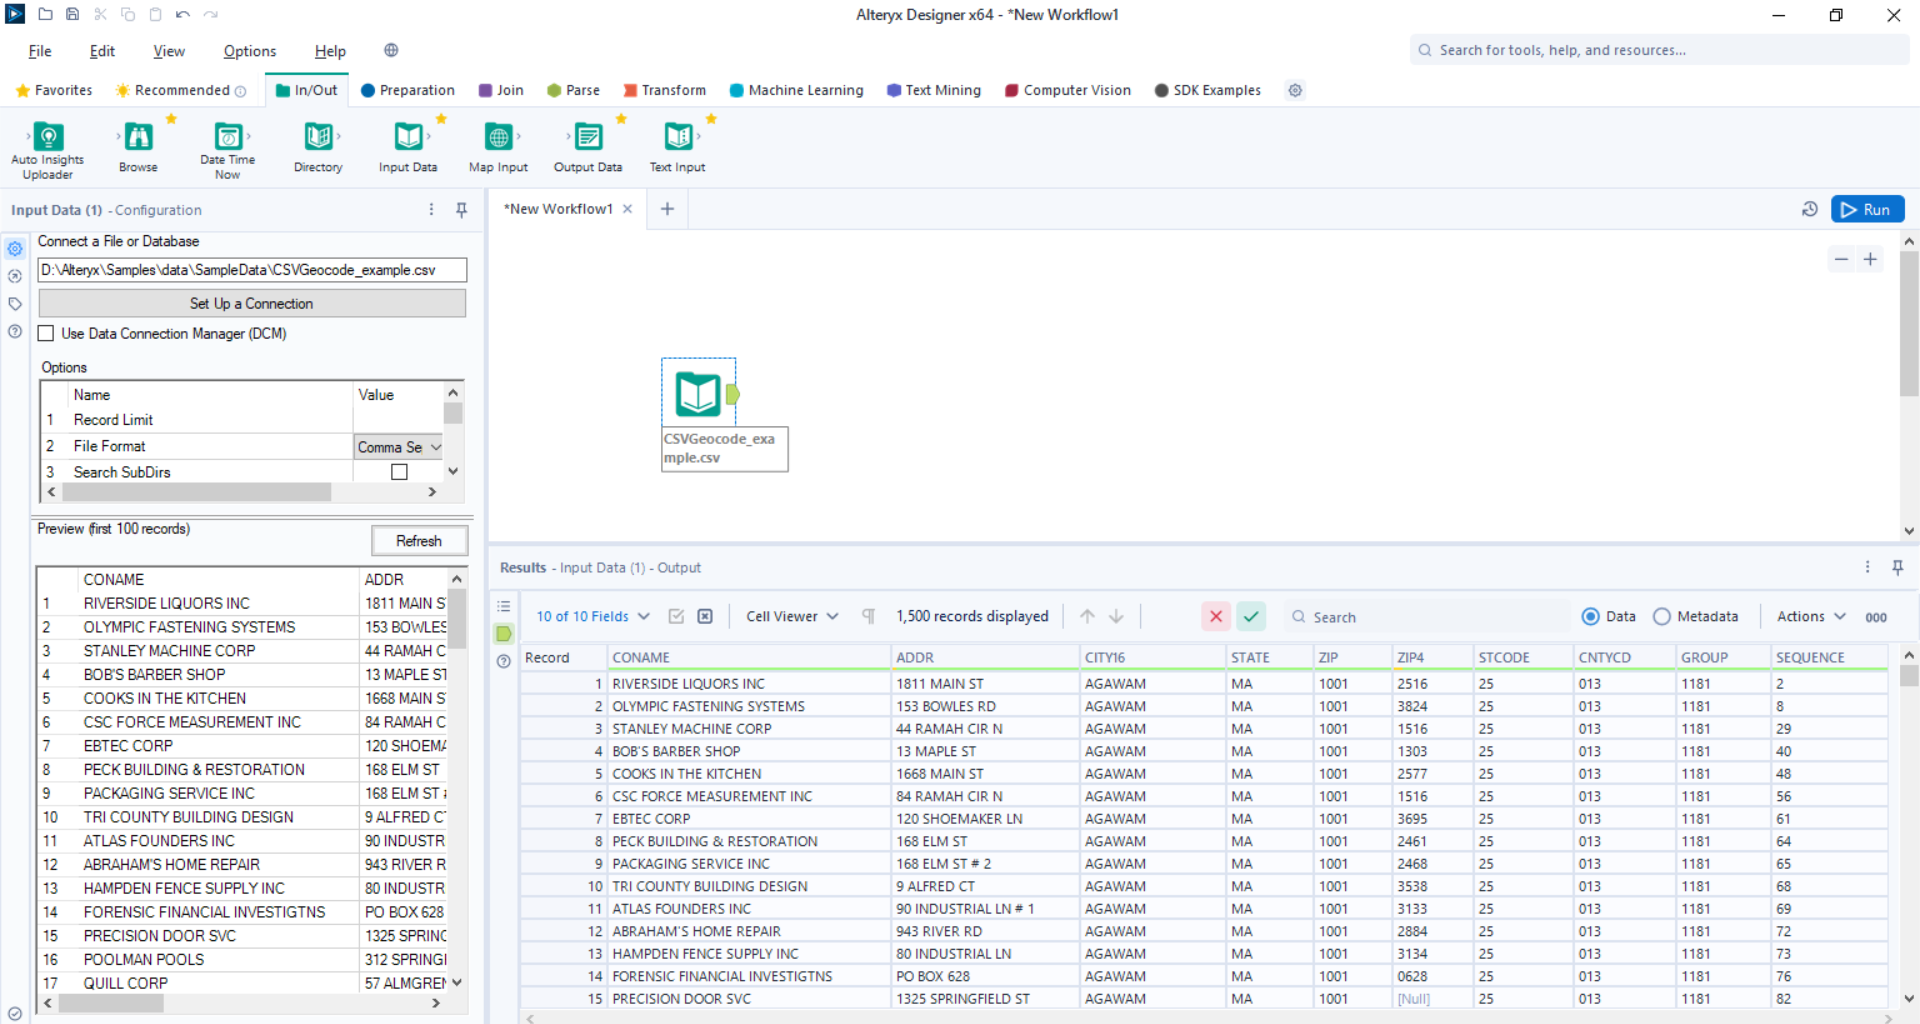 Alteryx Designer x64 - *New Workflow1
File Edit View Options Help
Search for tools, help, and resources...
Favorites Recommended In/Out Preparation Join Parse Transform Machine Learning Text Mining Computer Vision SDK Examples
Auto Insights Uploader
Browse
Date Time Now
Directory
Input Data
Map Input
Output Data
Text Input
Input Data (1) - Configuration
Connect a File or Database
D:\Alteryx\Samples\data\SampleData\CSVGeocode_example.csv
Set Up a Connection
Use Data Connection Manager (DCM)
Options
Name Value
1 Record Limit
2 File Format Comma Se
3 Search SubDirs
Preview (first 100 records)
Refresh
CONAME ADDR
1 RIVERSIDE LIQUORS INC 1811 MAIN S
2 OLYMPIC FASTENING SYSTEMS 153 BOWLES
3 STANLEY MACHINE CORP 44 RAMAH C
4 BOB'S BARBER SHOP 13 MAPLE ST
5 COOKS IN THE KITCHEN 1668 MAIN S
6 CSC FORCE MEASUREMENT INC 84 RAMAH C
7 EBTEC CORP 120 SHOEMA
8 PECK BUILDING & RESTORATION 168 ELM ST
9 PACKAGING SERVICE INC 168 ELM ST #
10 TRI COUNTY BUILDING DESIGN 9 ALFRED C
11 ATLAS FOUNDERS INC 90 INDUSTR
12 ABRAHAM'S HOME REPAIR 943 RIVER R
13 HAMPDEN FENCE SUPPLY INC 80 INDUSTR
14 FORENSIC FINANCIAL INVESTIGTNS PO BOX 628
15 PRECISION DOOR SVC 1325 SPRING
16 POOLMAN POOLS 312 SPRINGI
17 QUILL CORP 57 ALMGREN
*New Workflow1
Run
CSVGeocode_exa
mple.csv
Results - Input Data (1) - Output
10 of 10 Fields Cell Viewer 1,500 records displayed Search Data Metadata Actions 000
Record CONAME ADDR CITY16 STATE ZIP ZIP4 STCODE CNTYCD GROUP SEQUENCE
1 RIVERSIDE LIQUORS INC 1811 MAIN ST AGAWAM MA 1001 2516 25 013 1181 2
2 OLYMPIC FASTENING SYSTEMS 153 BOWLES RD AGAWAM MA 1001 3824 25 013 1181 8
3 STANLEY MACHINE CORP 44 RAMAH CIR N AGAWAM MA 1001 1516 25 013 1181 29
4 BOB'S BARBER SHOP 13 MAPLE ST AGAWAM MA 1001 1303 25 013 1181 40
5 COOKS IN THE KITCHEN 1668 MAIN ST AGAWAM MA 1001 2577 25 013 1181 48
6 CSC FORCE MEASUREMENT INC 84 RAMAH CIR N AGAWAM MA 1001 1516 25 013 1181 56
7 EBTEC CORP 120 SHOEMAKER LN AGAWAM MA 1001 3695 25 013 1181 61
8 PECK BUILDING & RESTORATION 168 ELM ST AGAWAM MA 1001 2461 25 013 1181 64
9 PACKAGING SERVICE INC 168 ELM ST # 2 AGAWAM MA 1001 2468 25 013 1181 65
10 TRI COUNTY BUILDING DESIGN 9 ALFRED CT AGAWAM MA 1001 3538 25 013 1181 68
11 ATLAS FOUNDERS INC 90 INDUSTRIAL LN # 1 AGAWAM MA 1001 3133 25 013 1181 69
12 ABRAHAM'S HOME REPAIR 943 RIVER RD AGAWAM MA 1001 2884 25 013 1181 72
13 HAMPDEN FENCE SUPPLY INC 80 INDUSTRIAL LN AGAWAM MA 1001 3134 25 013 1181 73
14 FORENSIC FINANCIAL INVESTIGTNS PO BOX 628 AGAWAM MA 1001 0628 25 013 1181 76
15 PRECISION DOOR SVC 1325 SPRINGFIELD ST AGAWAM MA 1001 [Null] 25 013 1181 82